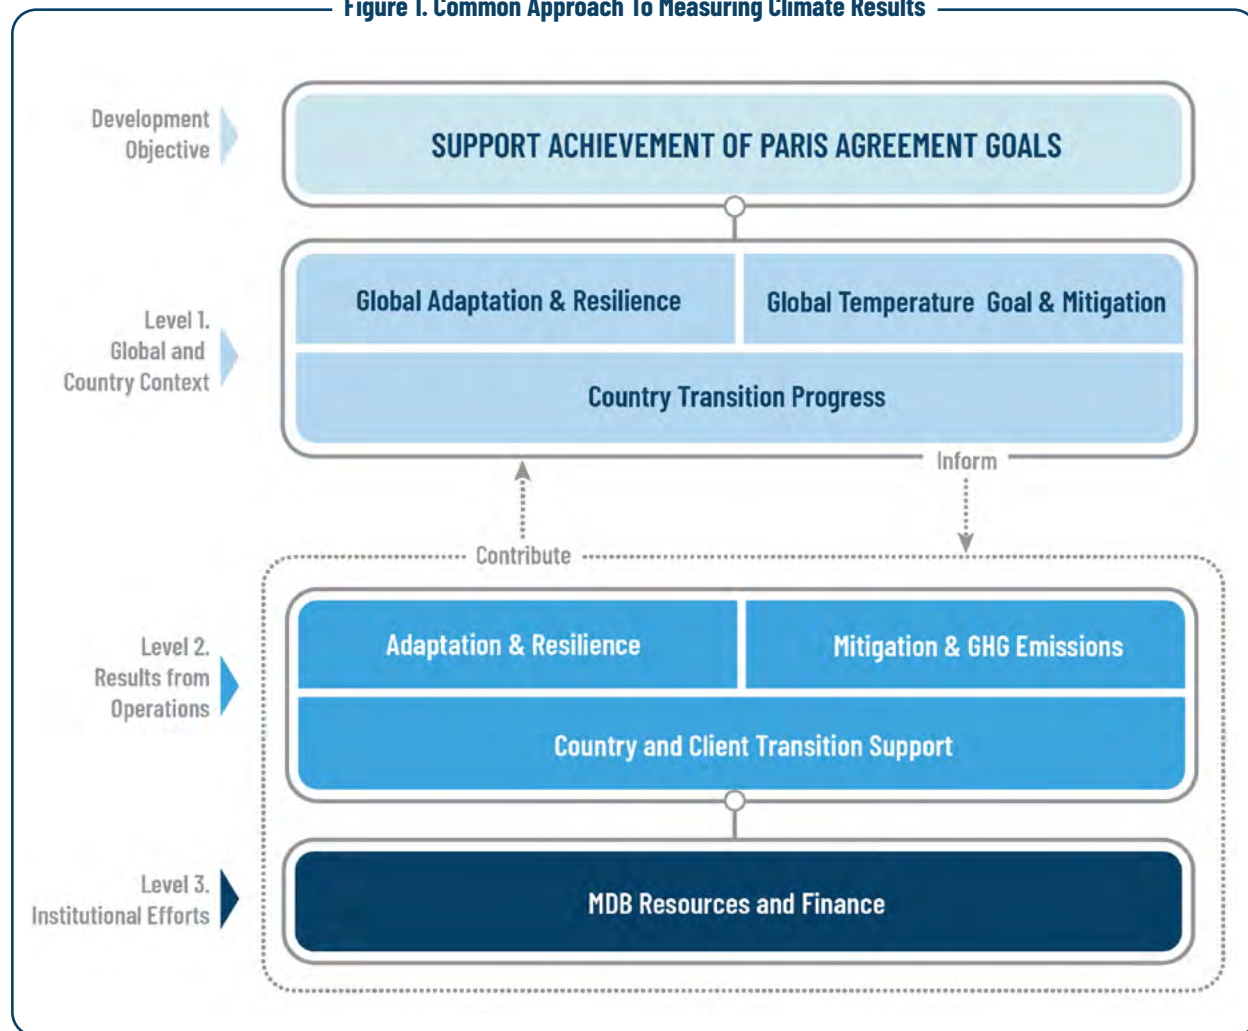 Figure 1. Common Approach To Measuring Climate Results
Development
Objective
SUPPORT ACHIEVEMENT OF PARIS AGREEMENT GOALS
Level 1.
Global and
Country Context
Global Adaptation & Resilience
Global Temperature Goal & Mitigation
Country Transition Progress
Inform
Contribute
Level 2.
Results from
Operations
Adaptation & Resilience
Mitigation & GHG Emissions
Country and Client Transition Support
Level 3.
Institutional Efforts
MDB Resources and Finance